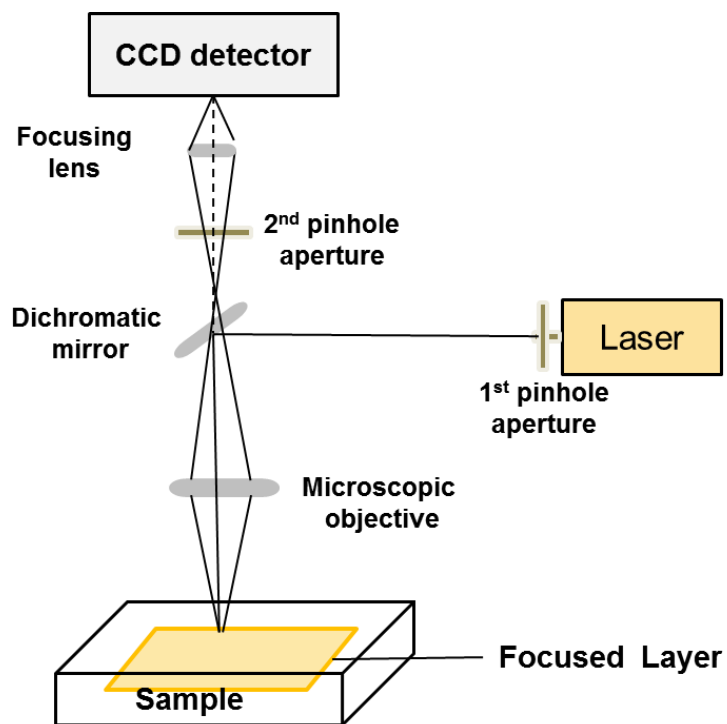 CCD detector
Focusing
lens
2nd pinhole
aperture
Dichromatic
mirror
Laser
1st pinhole
aperture
Microscopic
objective
Focused Layer
Sample